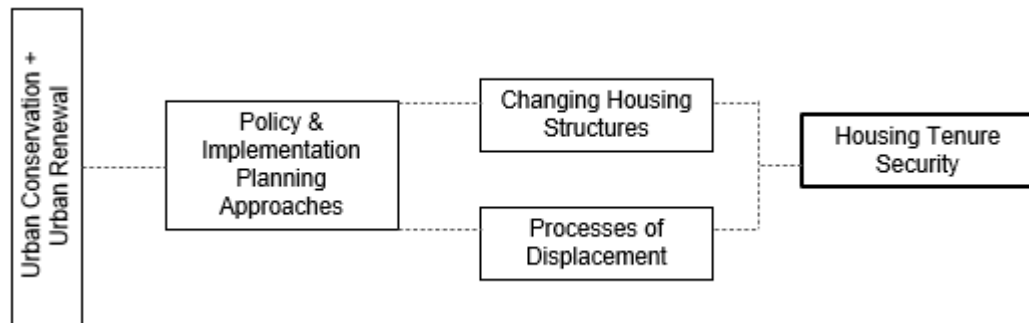 Urban Conservation +
Urban Renewal
Policy &
Implementation
Planning
Approaches
Changing Housing
Structures
Processes of
Displacement
Housing Tenure
Security